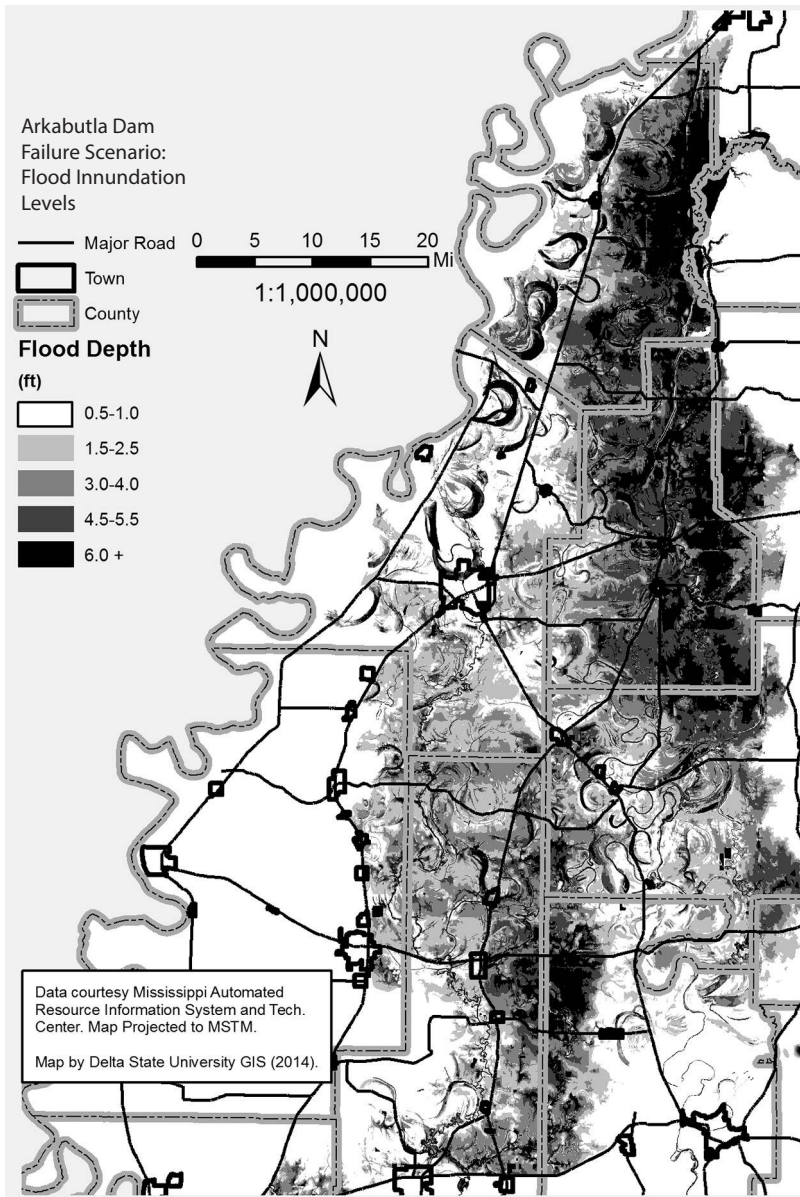 Arkabutla Dam
Failure Scenario:
Flood Innundation
Levels
Major Road
Town
County
0 5 10 15 20
Mi
1:1,000,000
N
Flood Depth
(ft)
0.5-1.0
1.5-2.5
3.0-4.0
4.5-5.5
6.0 +
Data courtesy Mississippi Automated
Resource Information System and Tech.
Center. Map Projected to MSTM.
Map by Delta State University GIS (2014).